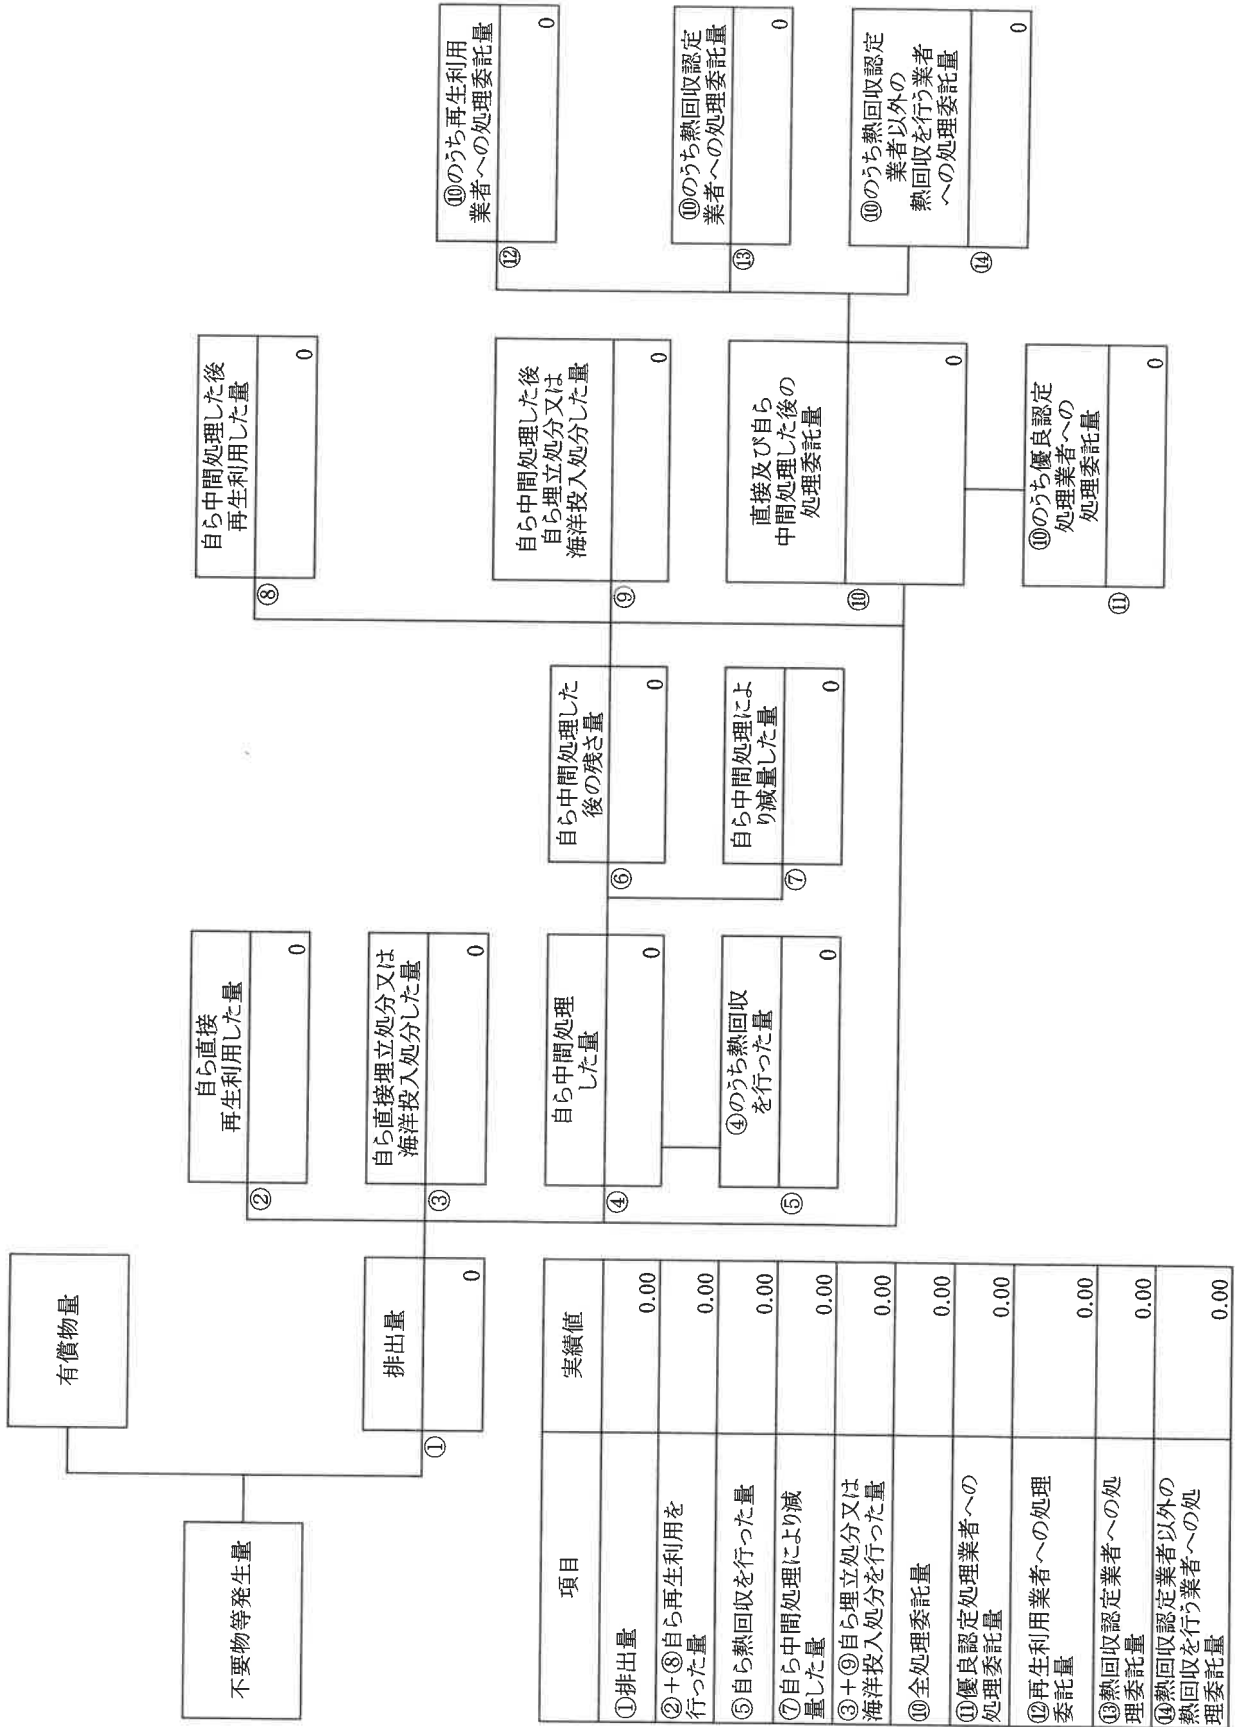 不要物等発生量
有償物量
①
排出量
0
②
自ら直接
再生利用した量
0
③
自ら直接埋立処分又は
海洋投入処分した量
0
④
自ら中間処理
した量
0
⑤
④のうち熱回収
を行った量
0
⑥
自ら中間処理した
後の残さ量
0
⑦
自ら中間処理によ
り減量した量
0
⑧
自ら中間処理した後
再生利用した量
0
⑨
自ら中間処理した後
自ら埋立処分又は
海洋投入処分した量
0
⑩
直接及び自ら
中間処理した後の
処理委託量
0
⑪
⑩のうち優良認定
処理業者への
処理委託量
0
⑫
⑩のうち再生利用
業者への処理委託量
0
⑬
⑩のうち熱回収認定
業者への処理委託量
0
⑭
⑩のうち熱回収認定
業者以外の
熱回収を行う業者
への処理委託量
0
項目 実績値
①排出量 0.00
②+⑧自ら再生利用を
行った量 0.00
⑤自ら熱回収を行った量 0.00
⑦自ら中間処理により減
量した量 0.00
③+⑨自ら埋立処分又は
海洋投入処分を行った量 0.00
⑩全処理委託量 0.00
⑪優良認定処理業者への
処理委託量 0.00
⑫再生利用業者への処理
委託量 0.00
⑬熱回収認定業者への処
理委託量 0.00
⑭熱回収認定業者以外の
熱回収を行う業者への処
理委託量 0.00